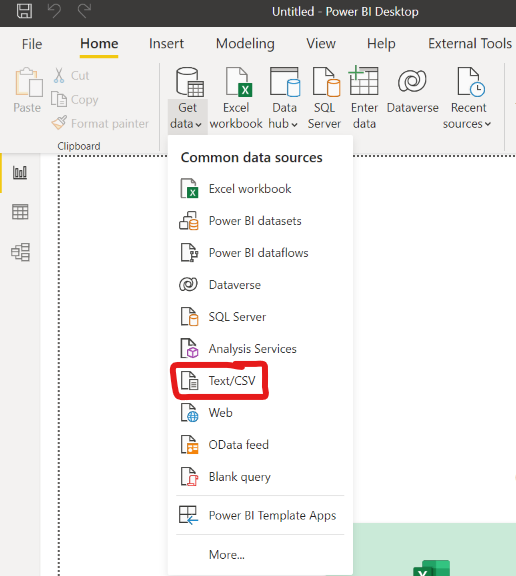 Untitled - Power BI Desktop
File Home Insert Modeling View Help External Tools
Paste
Cut
Copy
Format painter
Clipboard
Get data
Excel workbook
Data hub
SQL Server
Enter data
Dataverse
Recent sources
Common data sources
Excel workbook
Power BI datasets
Power BI dataflows
Dataverse
SQL Server
Analysis Services
Text/CSV
Web
OData feed
Blank query
Power BI Template Apps
More...